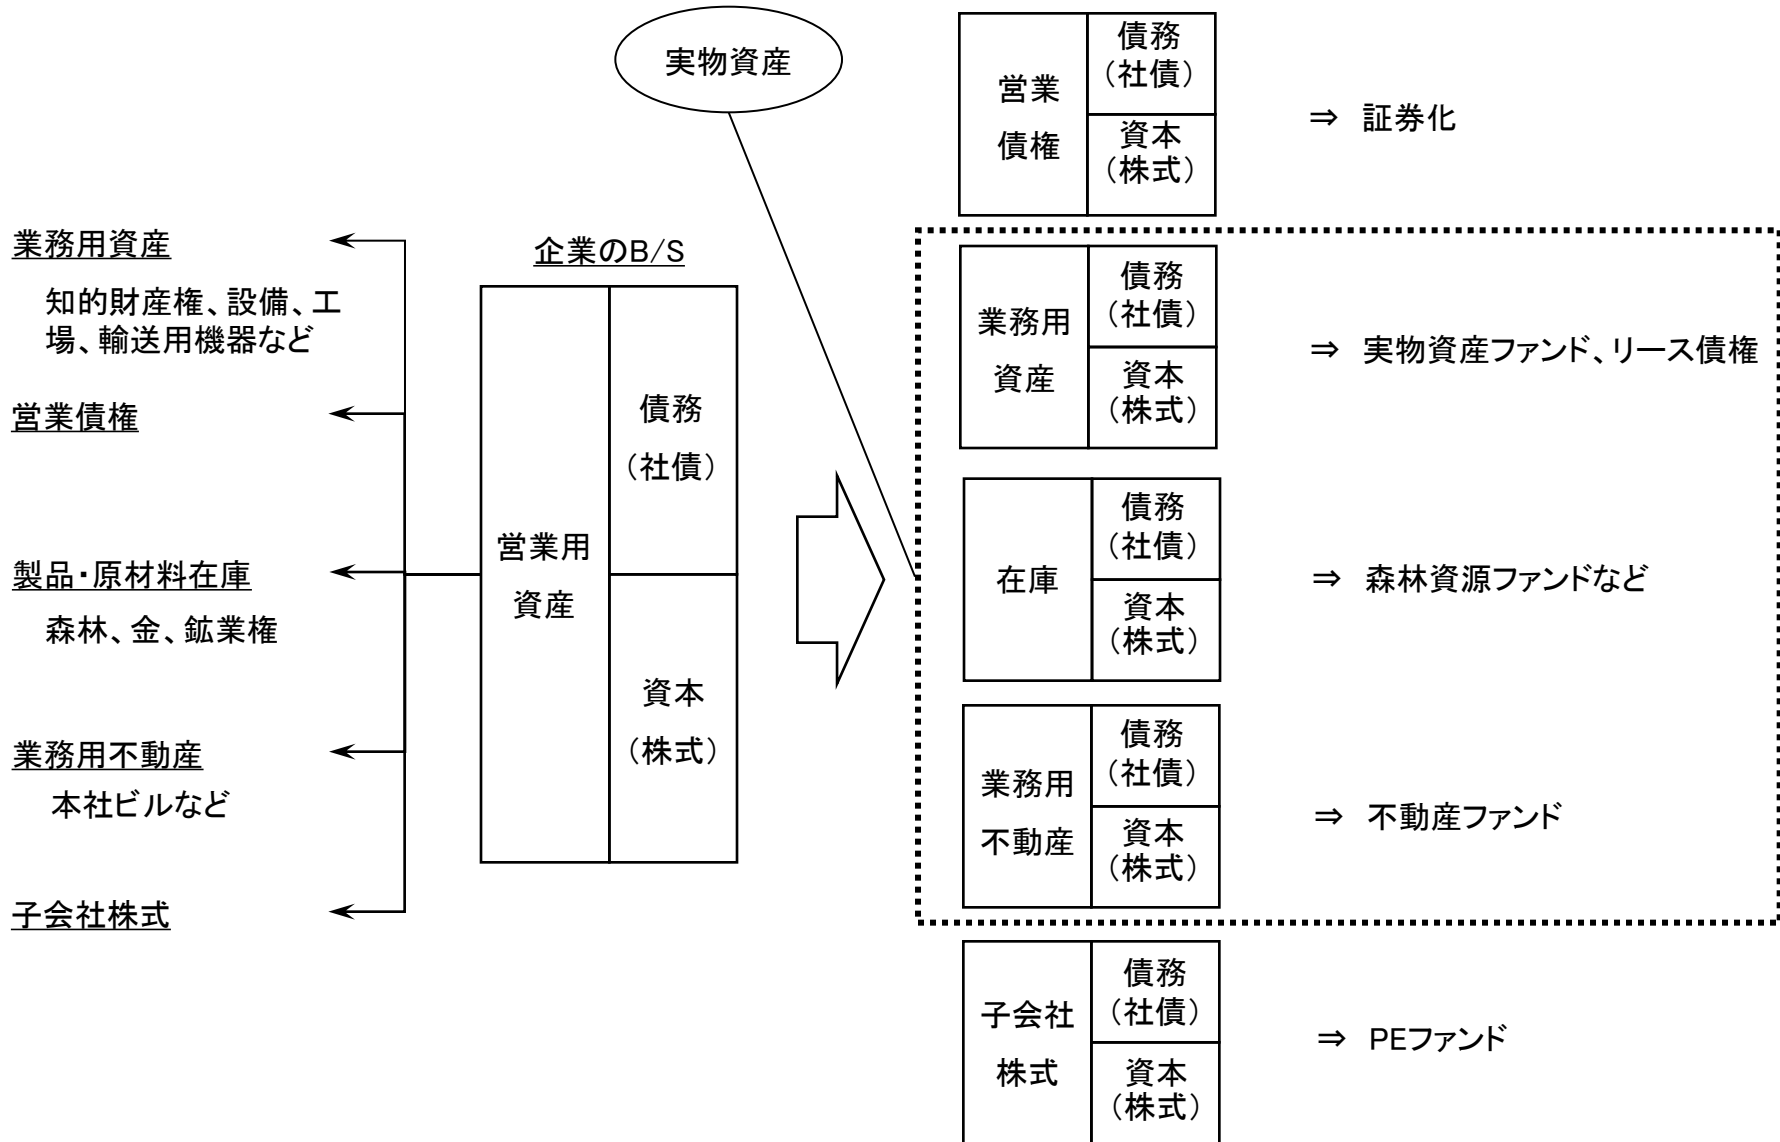 実物資産
業務用資産
知的財産権、設備、工
場、輸送用機器など
営業債権
製品・原材料在庫
森林、金、鉱業権
業務用不動産
本社ビルなど
子会社株式
企業のB/S
営業用
資産
債務
(社債)
資本
(株式)
営業
債権
債務
(社債)
資本
(株式)
⇒ 証券化
業務用
資産
債務
(社債)
資本
(株式)
⇒ 実物資産ファンド、リース債権
在庫
債務
(社債)
資本
(株式)
⇒ 森林資源ファンドなど
業務用
不動産
債務
(社債)
資本
(株式)
⇒ 不動産ファンド
子会社
株式
債務
(社債)
資本
(株式)
⇒ PEファンド